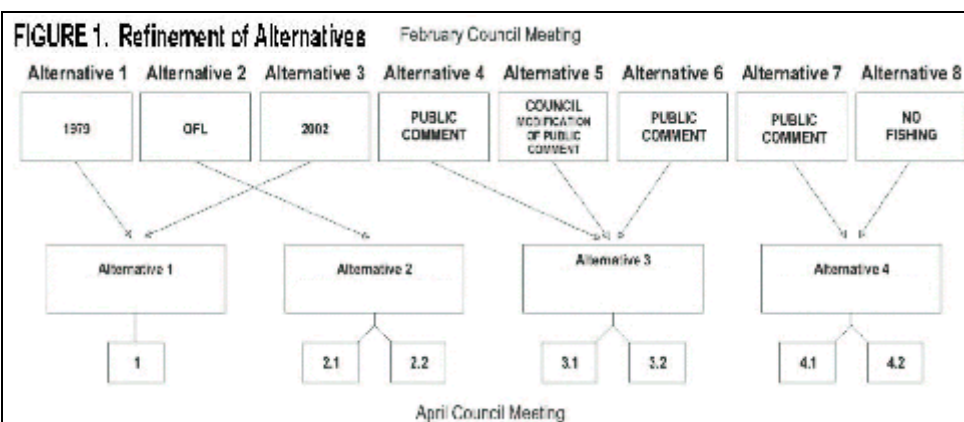 FIGURE 1. Refinement of Alternatives February Council Meeting
Alternative 1 Alternative 2 Alternative 3 Alternative 4 Alternative 5 Alternative 6 Alternative 7 Alternative 8
1979
OFL
2002
PUBLIC
COMMENT
COUNCIL
MODIFICATION
OF PUBLIC
COMMENT
PUBLIC
COMMENT
PUBLIC
COMMENT
NO
FISHING
Alternative 1
Alternative 2
Alternative 3
Alternative 4
1
2.1
2.2
3.1
3.2
4.1
4.2
April Council Meeting